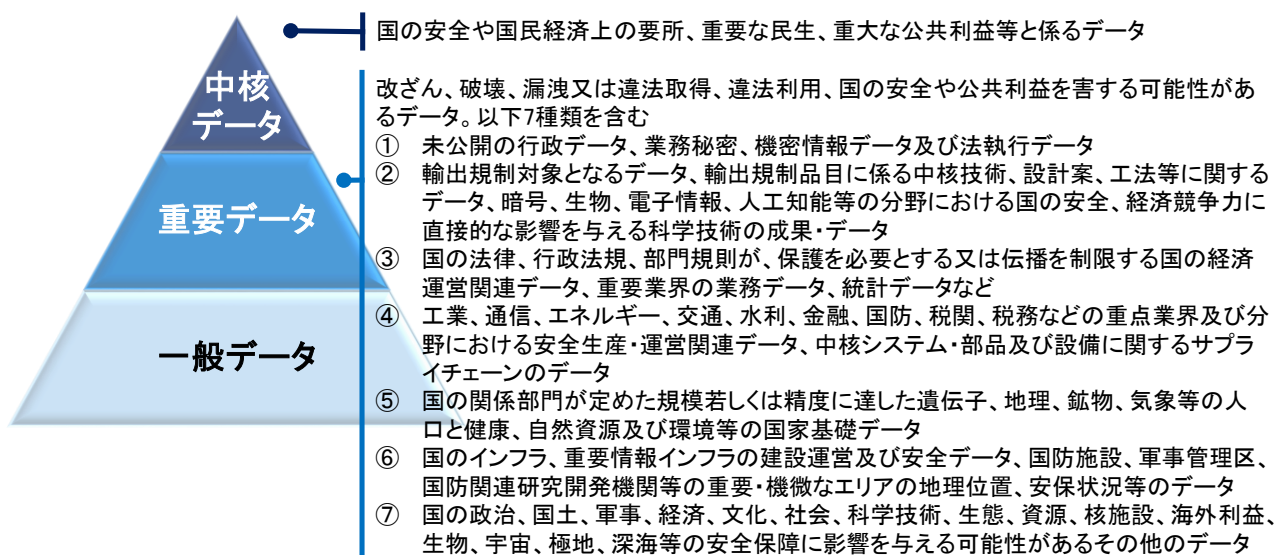 国の安全や国民経済上の要所、重要な民生、重大な公共利益等と係るデータ
中核
データ
改ざん、破壊、漏洩又は違法取得、違法利用、国の安全や公共利益を害する可能性があ
るデータ。以下7種類を含む
① 未公開の行政データ、業務秘密、機密情報データ及び法執行データ
② 輸出規制対象となるデータ、輸出規制品目に係る中核技術、設計案、工法等に関する
データ、暗号、生物、電子情報、人工知能等の分野における国の安全、経済競争力に
直接的な影響を与える科学技術の成果・データ
重要データ
③ 国の法律、行政法規、部門規則が、保護を必要とする又は伝播を制限する国の経済
運営関連データ、重要業界の業務データ、統計データなど
④ 工業、通信、エネルギー、交通、水利、金融、国防、税関、税務などの重点業界及び分
野における安全生産・運営関連データ、中核システム・部品及び設備に関するサプラ
イチェーンのデータ
一般データ
⑤ 国の関係部門が定めた規模若しくは精度に達した遺伝子、地理、鉱物、気象等の人
口と健康、自然資源及び環境等の国家基礎データ
⑥ 国のインフラ、重要情報インフラの建設運営及び安全データ、国防施設、軍事管理区、
国防関連研究開発機関等の重要・機微なエリアの地理位置、安保状況等のデータ
⑦ 国の政治、国土、軍事、経済、文化、社会、科学技術、生態、資源、核施設、海外利益、
生物、宇宙、極地、深海等の安全保障に影響を与える可能性があるその他のデータ